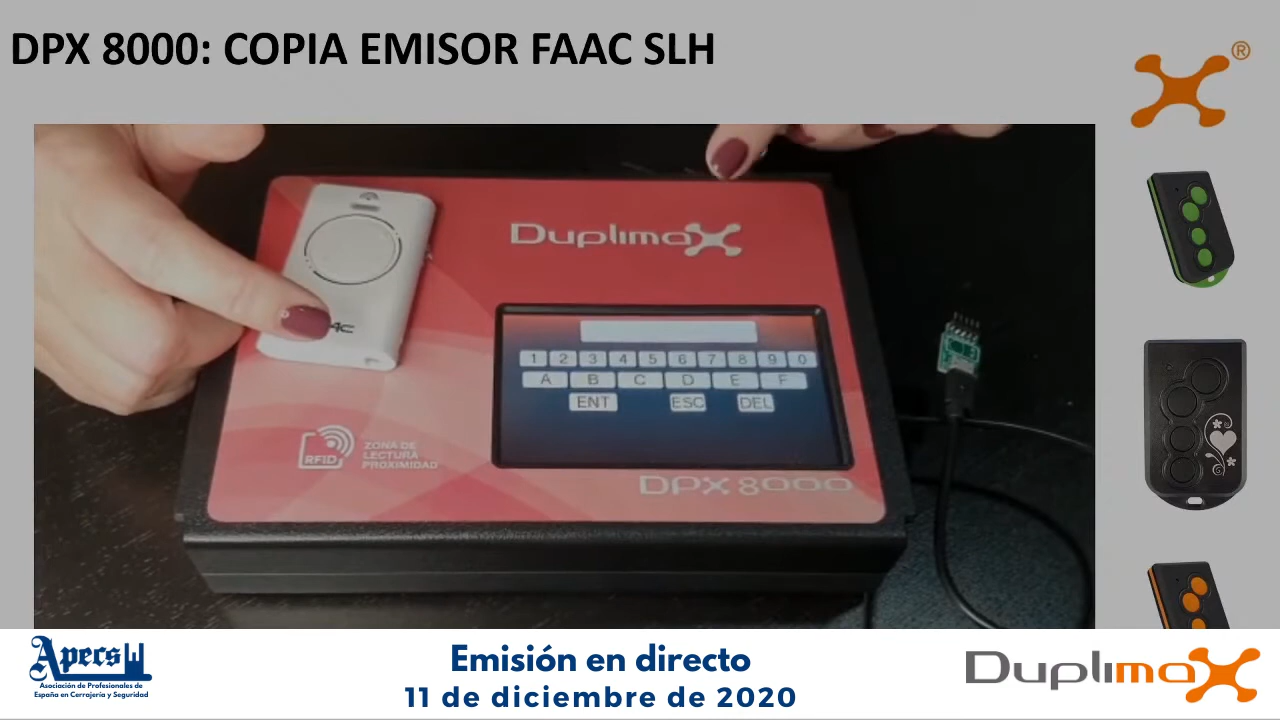 DPX 8000: COPIA EMISOR FAAC SLH
®
Duplimax
1 2 3 4 5 6 7 8 9 0
A B C D E F
ENT ESC DEL
RFID
ZONA DE
LECTURA
PROXIMIDAD
DPX 8000
Apecs
Asociación de Profesionales de
España en Cerrajería y Seguridad
Emisión en directo
11 de diciembre de 2020
Duplimax